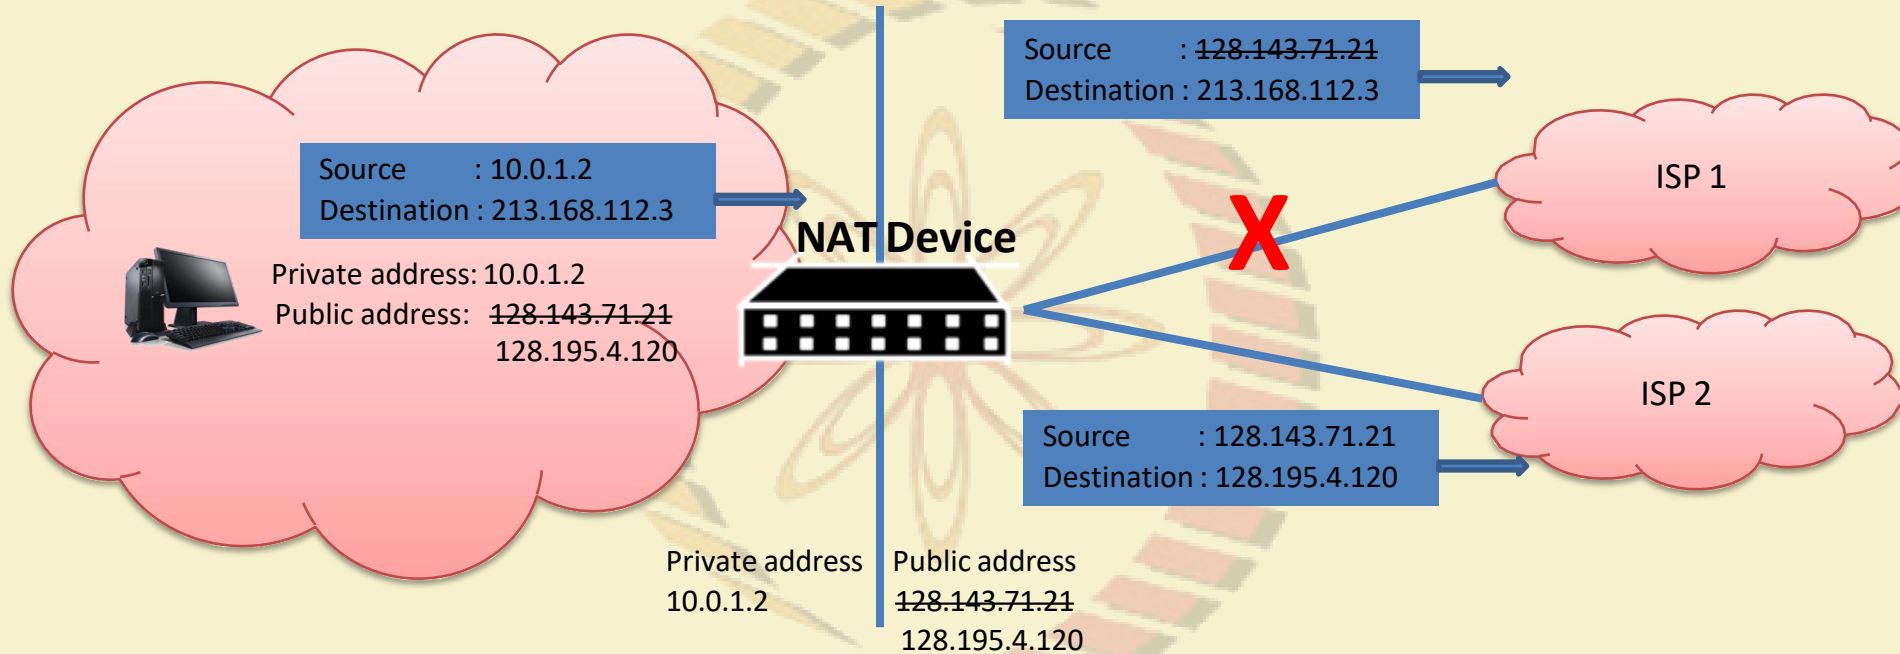 Source : 128.143.71.21
Destination : 213.168.112.3
ISP 1
Source : 10.0.1.2
Destination : 213.168.112.3
NAT Device
Private address: 10.0.1.2
Public address: 128.143.71.21
128.195.4.120
X
ISP 2
Source : 128.143.71.21
Destination : 128.195.4.120
Private address
10.0.1.2
Public address
128.143.71.21
128.195.4.120